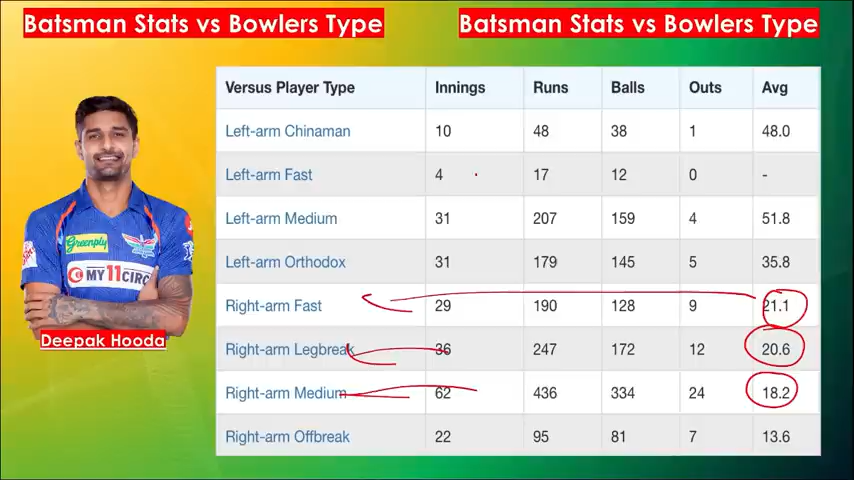 Batsman Stats vs Bowlers Type
Batsman Stats vs Bowlers Type
Versus Player Type Innings Runs Balls Outs Avg
Left-arm Chinaman 10 48 38 1 48.0
Left-arm Fast 4 17 12 0 -
Left-arm Medium 31 207 159 4 51.8
Left-arm Orthodox 31 179 145 5 35.8
Right-arm Fast 29 190 128 9 21.1
Right-arm Legbreak 36 247 172 12 20.6
Right-arm Medium 62 436 334 24 18.2
Right-arm Offbreak 22 95 81 7 13.6
Greenply
MY11CIRC
Deepak Hooda